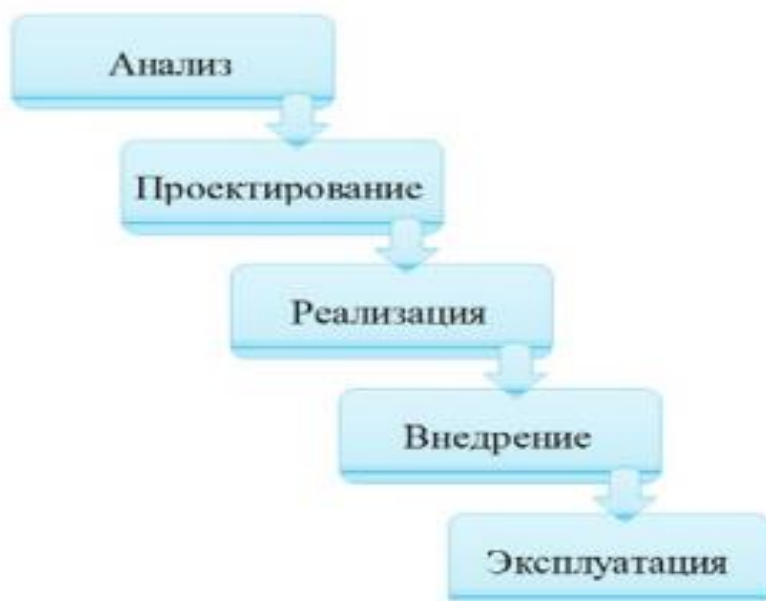 Анализ
Проектирование
Реализация
Внедрение
Эксплуатация